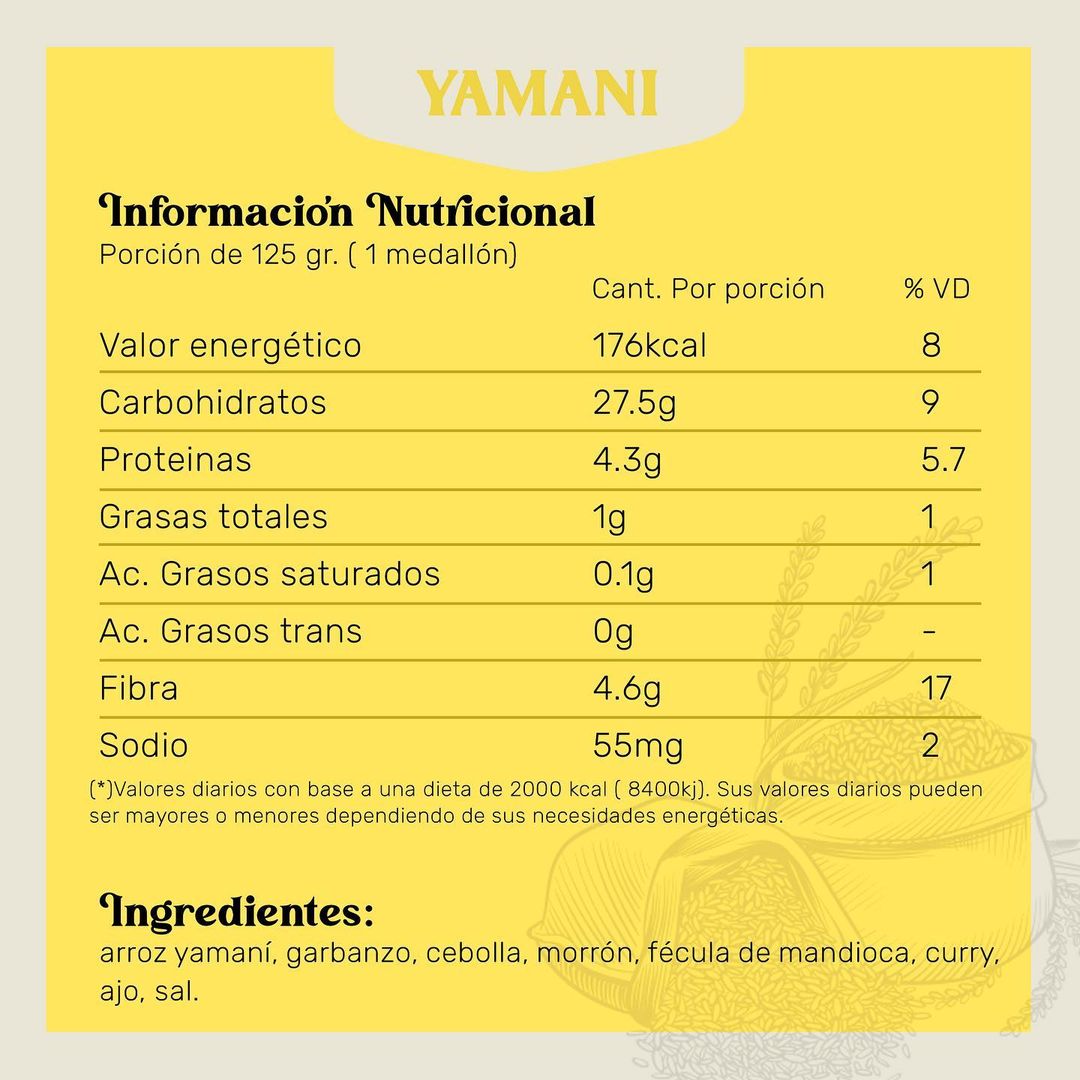 YAMANI
Información Nutricional
Porción de 125 gr. ( 1 medallón)
Cant. Por porción % VD
Valor energético 176kcal 8
Carbohidratos 27.5g 9
Proteinas 4.3g 5.7
Grasas totales 1g 1
Ac. Grasos saturados 0.1g 1
Ac. Grasos trans 0g -
Fibra 4.6g 17
Sodio 55mg 2
(*)Valores diarios con base a una dieta de 2000 kcal ( 8400kj). Sus valores diarios pueden
ser mayores o menores dependiendo de sus necesidades energéticas.
Ingredientes:
arroz yamaní, garbanzo, cebolla, morrón, fécula de mandioca, curry,
ajo, sal.